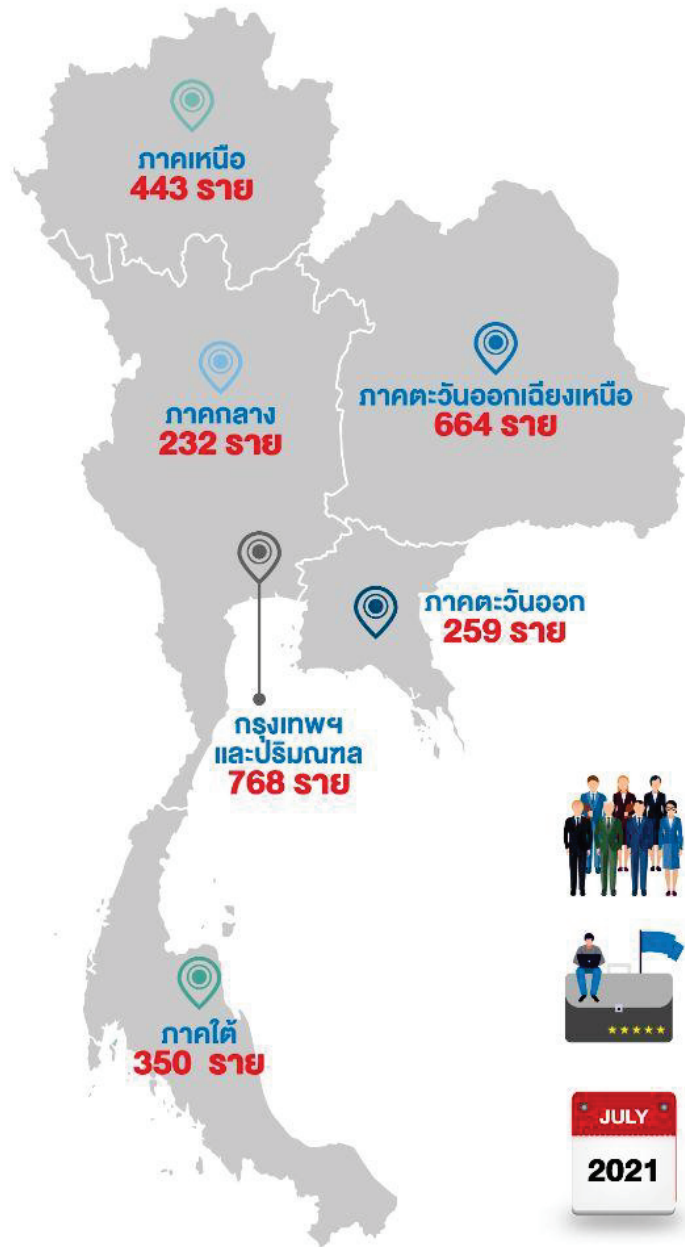 ภาคเหนือ
443 ราย
ภาคตะวันออกเฉียงเหนือ
664 ราย
ภาคกลาง
232 ราย
ภาคตะวันออก
259 ราย
กรุงเทพฯ
และปริมณฑล
768 ราย
ภาคใต้
350 ราย
JULY
2021